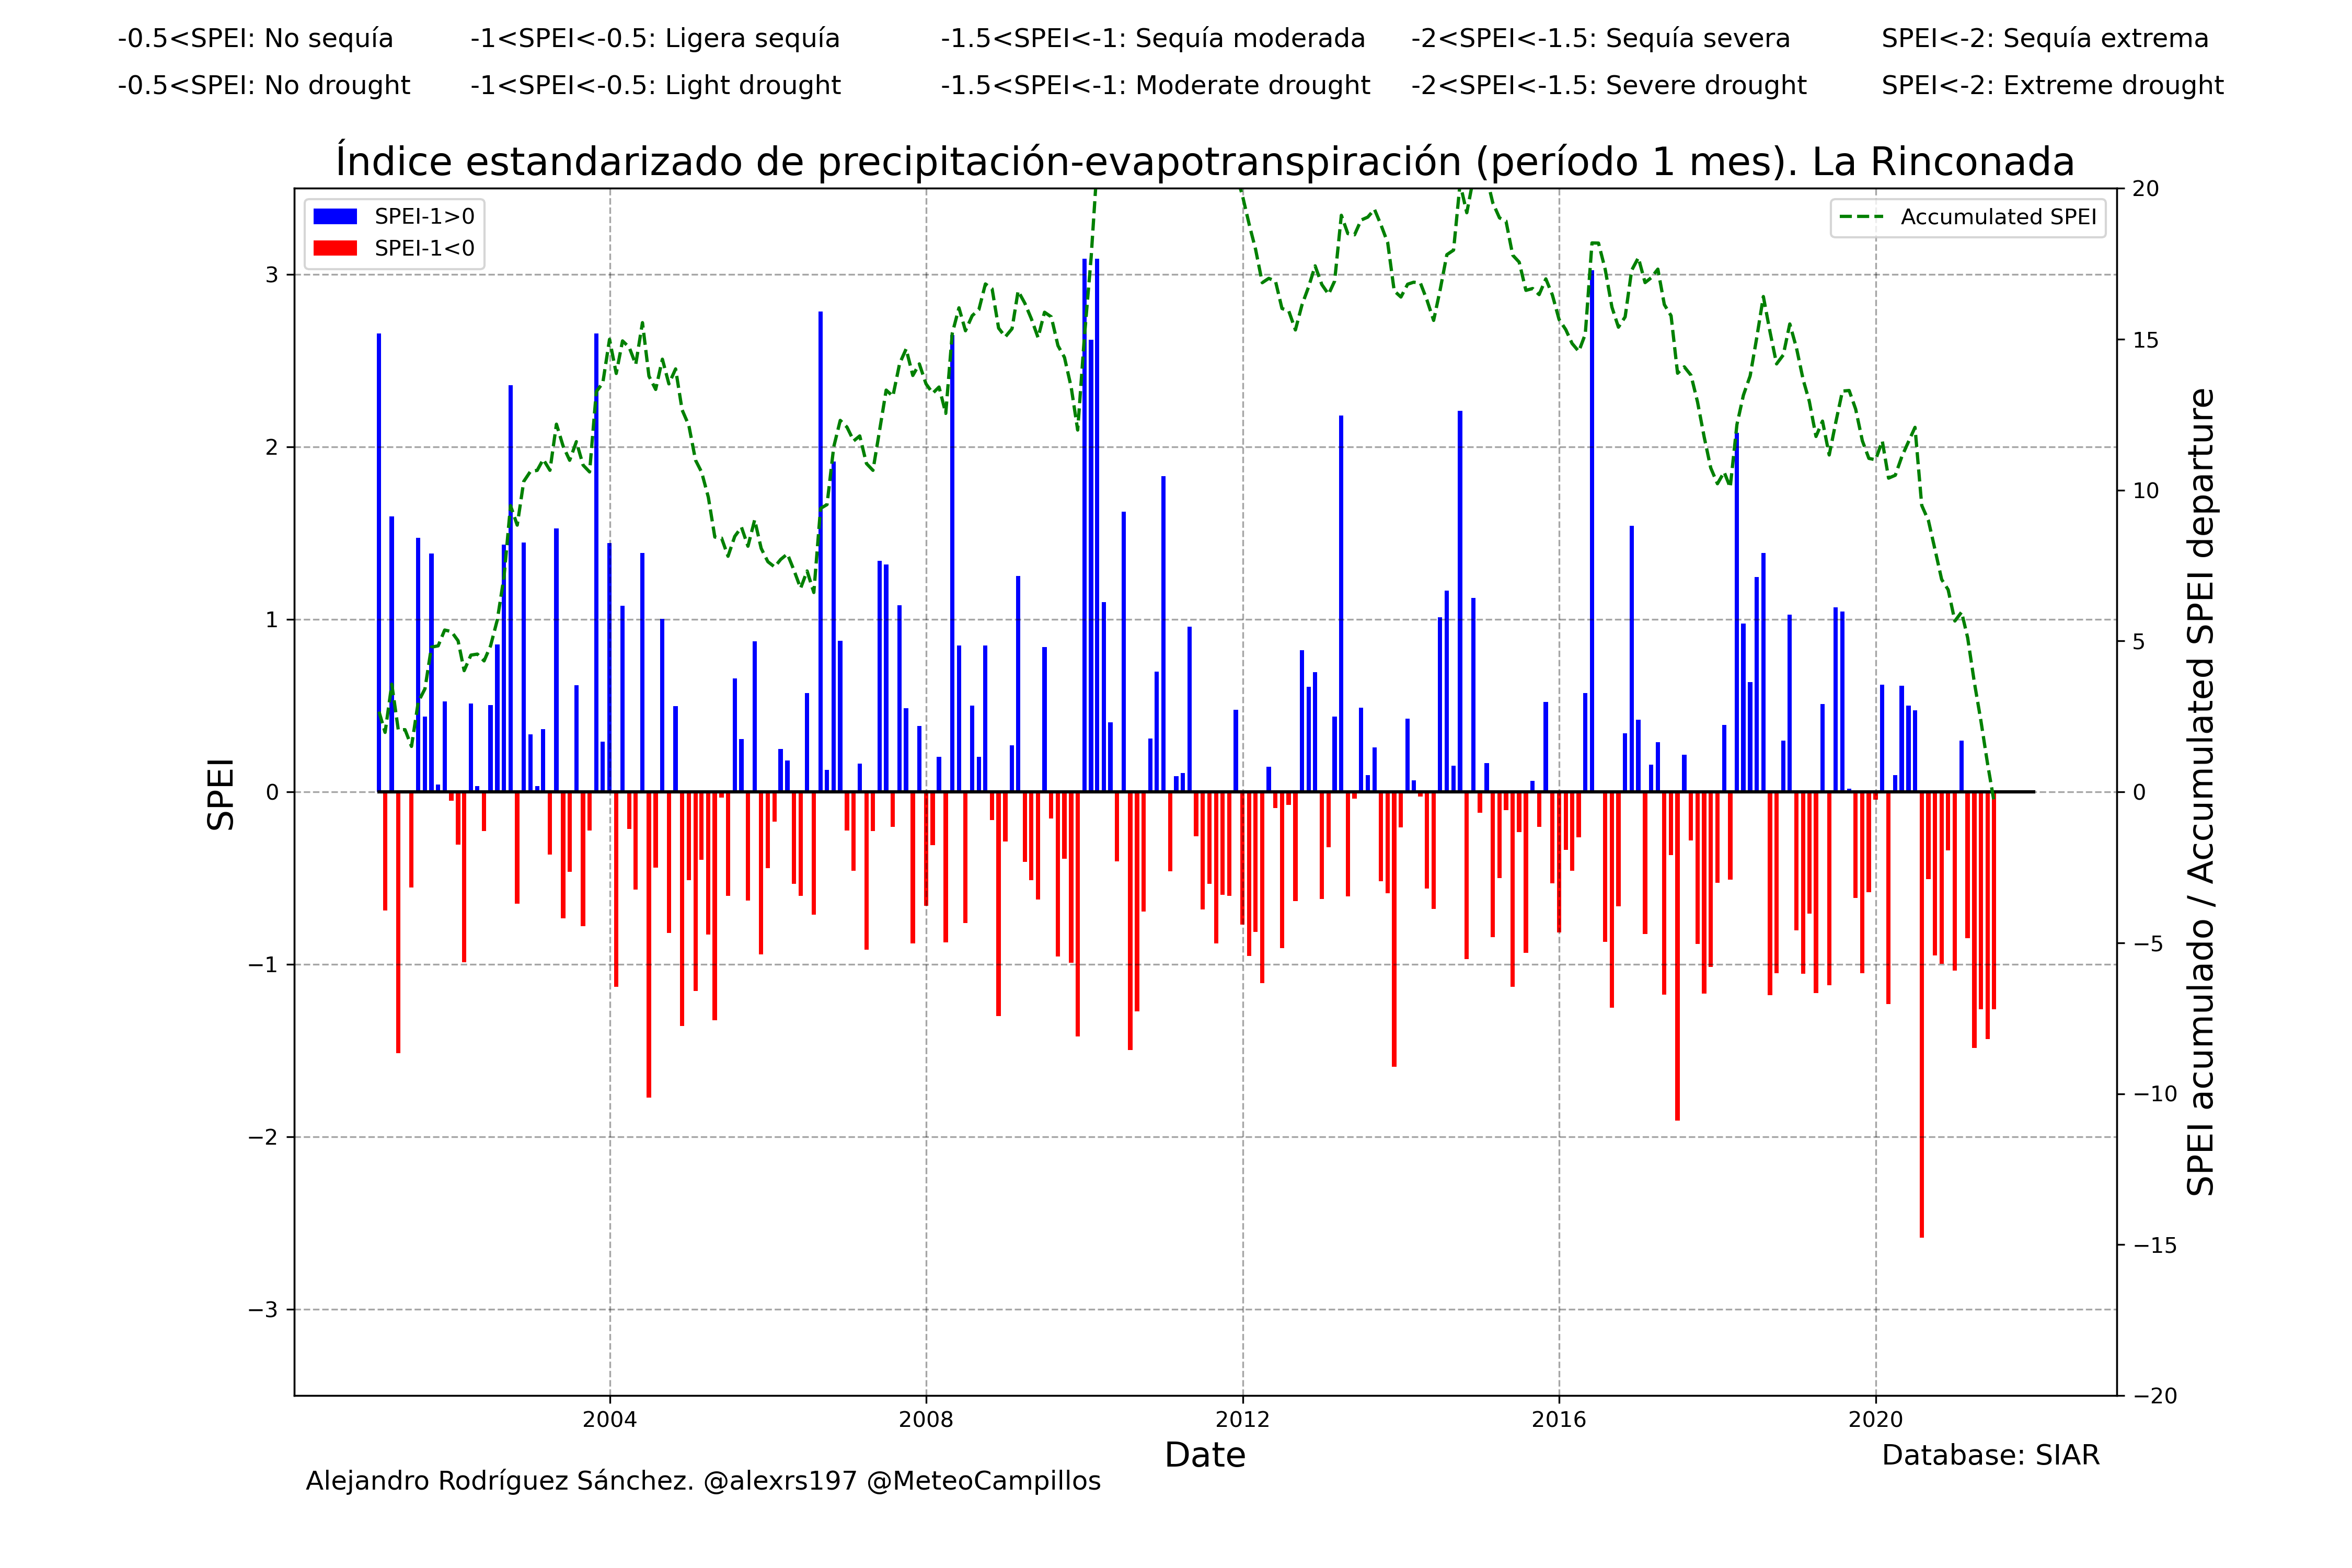 -0.5<SPEI: No sequía -1<SPEI<-0.5: Ligera sequía -1.5<SPEI<-1: Sequía moderada -2<SPEI<-1.5: Sequía severa SPEI<-2: Sequía extrema
-0.5<SPEI: No drought -1<SPEI<-0.5: Light drought -1.5<SPEI<-1: Moderate drought -2<SPEI<-1.5: Severe drought SPEI<-2: Extreme drought
Índice estandarizado de precipitación-evapotranspiración (período 1 mes). La Rinconada
SPEI-1>0
SPEI-1<0
Accumulated SPEI
SPEI
3
2
1
0
−1
−2
−3
20
15
10
5
0
−5
−10
−15
−20
SPEI acumulado / Accumulated SPEI departure
2004 2008 2012 2016 2020
Date
Database: SIAR
Alejandro Rodríguez Sánchez. @alexrs197 @MeteoCampillos